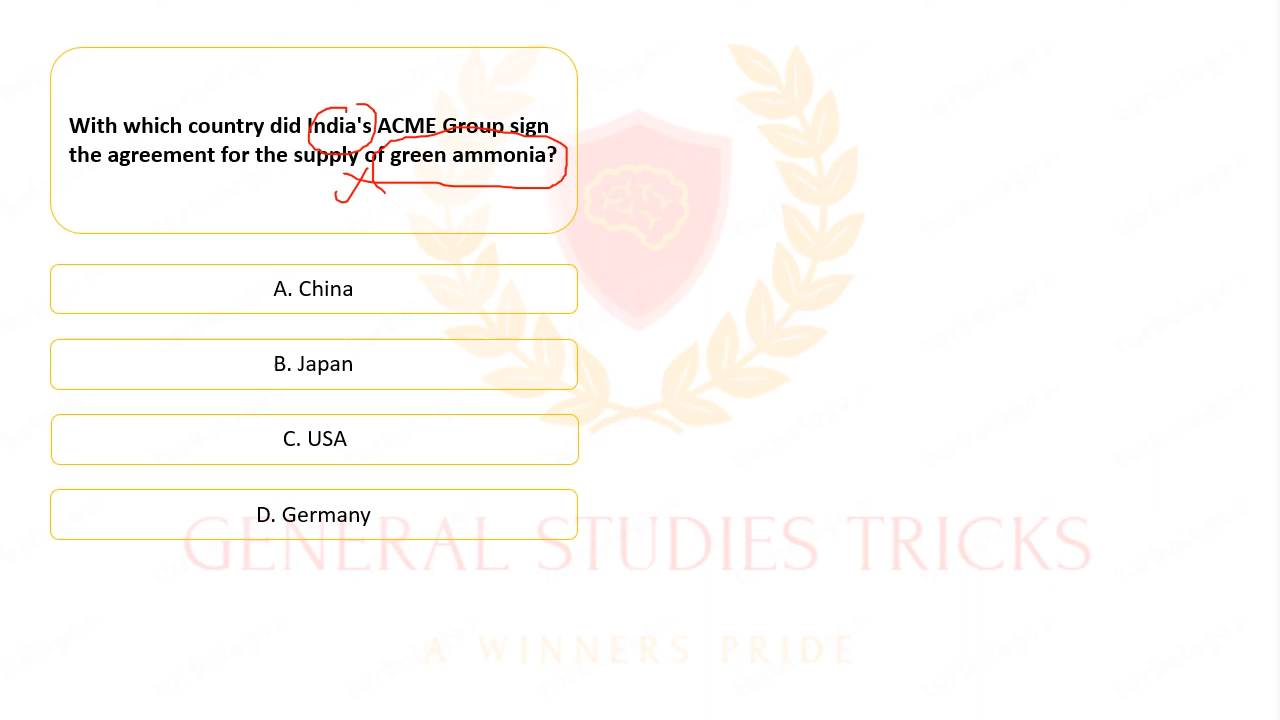 With which country did India's ACME Group sign
the agreement for the supply of green ammonia?
A. China
B. Japan
C. USA
D. Germany
GENERAL STUDIES TRICKS
A WINNERS PRIDE